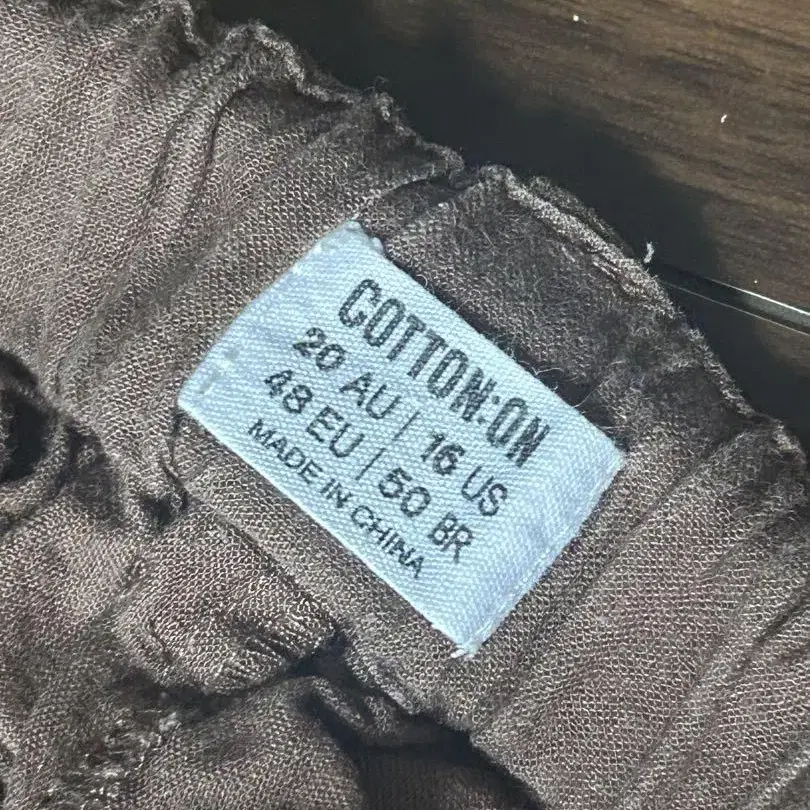 COTTON:ON
20 AU | 16 US
48 EU | 50 BR
MADE IN CHINA